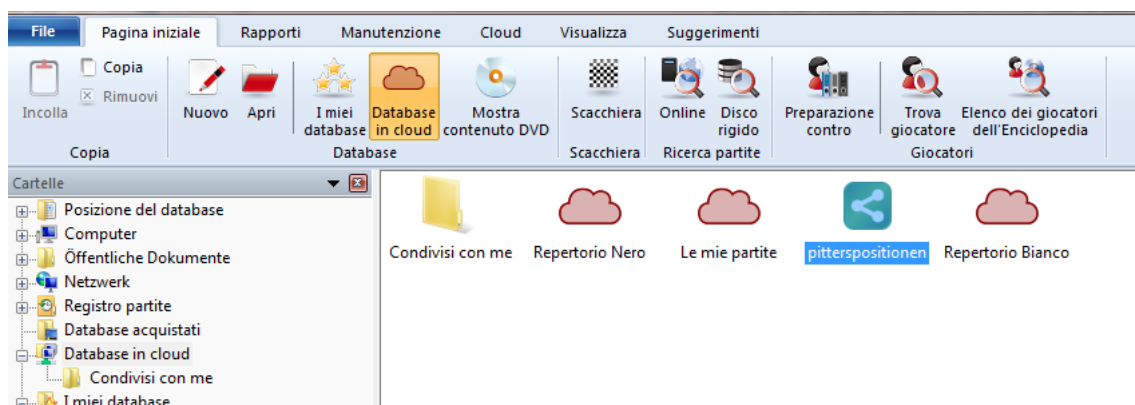 File Pagina iniziale Rapporti Manutenzione Cloud Visualizza Suggerimenti
Incolla
Copia
Rimuovi
Nuovo
Apri
I miei
database
Database
in cloud
Mostra
contenuto DVD
Scacchiera
Online
Disco
rigido
Preparazione
contro
Trova
giocatore
Elenco dei giocatori
dell'Enciclopedia
Copia Database Scacchiera Ricerca partite Giocatori
Cartelle
Posizione del database
Computer
Öffentliche Dokumente
Netzwerk
Registro partite
Database acquistati
Database in cloud
Condivisi con me
I miei database
Condivisi con me Repertorio Nero Le mie partite pitterspositionen Repertorio Bianco